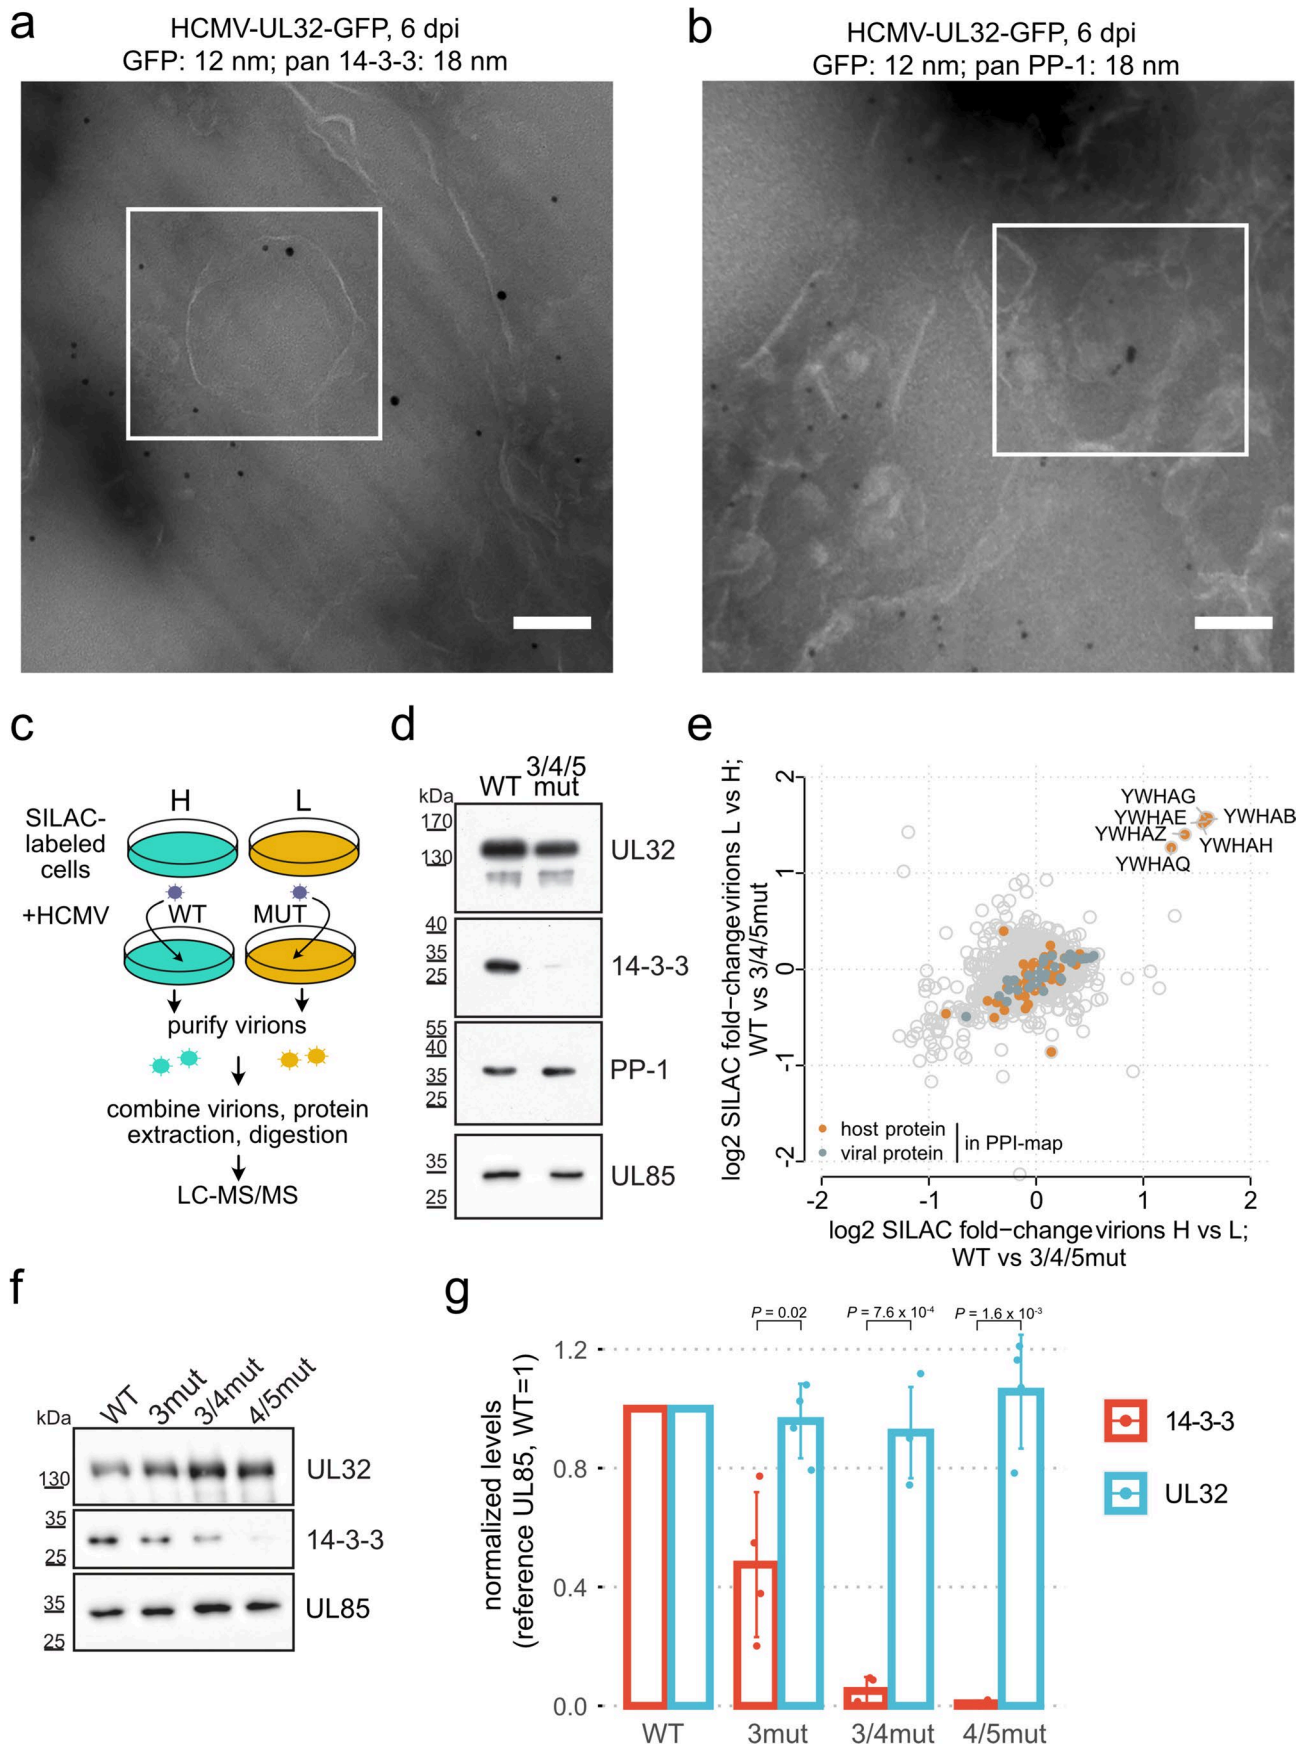 a
HCMV-UL32-GFP, 6 dpi
GFP: 12 nm; pan 14-3-3: 18 nm
b
HCMV-UL32-GFP, 6 dpi
GFP: 12 nm; pan PP-1: 18 nm
c
H
L
SILAC-
labeled
cells
+HCMV
WT
MUT
purify virions
combine virions, protein
extraction, digestion
LC-MS/MS
d
WT
3/4/5
mut
kDa
170
130
UL32
40
35
25
14-3-3
55
40
35
25
PP-1
35
25
UL85
e
log2 SILAC fold−change virions L vs H;
WT vs 3/4/5mut
2
1
0
-1
-2
YWHAG
YWHAE
YWHAB
YWHAZ
YWHAH
YWHAQ
host protein
viral protein
in PPI-map
-2
-1
0
1
2
log2 SILAC fold−change virions H vs L;
WT vs 3/4/5mut
f
WT
3mut
3/4mut
4/5mut
kDa
130
UL32
35
25
14-3-3
35
25
UL85
g
normalized levels
(reference UL85, WT=1)
P = 0.02
P = 7.6 x 10-4
P = 1.6 x 10-3
1.2
0.8
0.4
0.0
WT
3mut
3/4mut
4/5mut
14-3-3
UL32